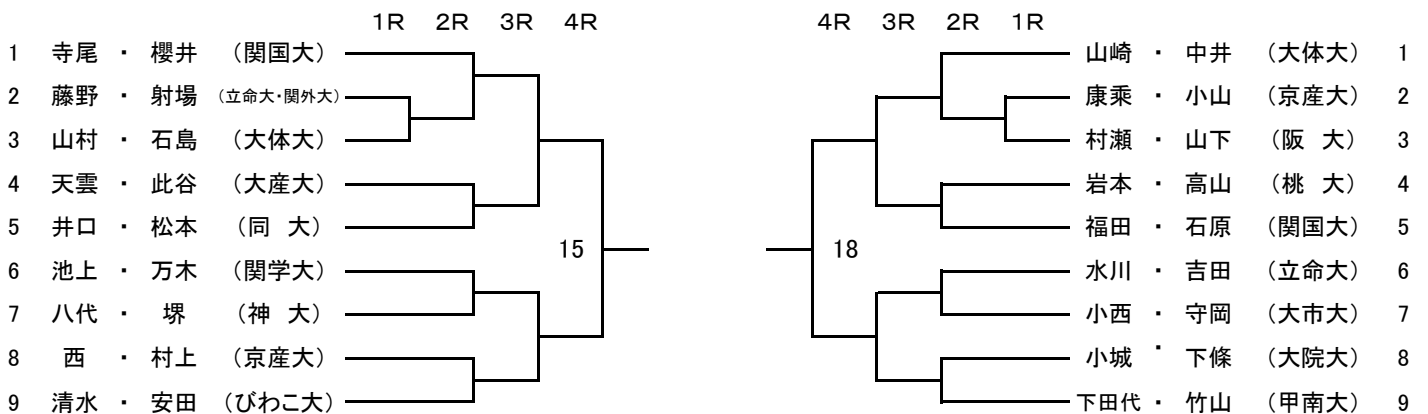 1R 2R 3R 4R
1 寺尾 ・ 櫻井 （関国大）
2 藤野 ・ 射場 （立命大・関外大）
3 山村 ・ 石島 （大体大）
4 天雲 ・ 此谷 （大産大）
5 井口 ・ 松本 （同 大）
6 池上 ・ 万木 （関学大）
7 八代 ・ 堺 （神 大）
8 西 ・ 村上 （京産大）
9 清水 ・ 安田 （びわこ大）
15
4R 3R 2R 1R
山崎 ・ 中井 （大体大） 1
康乗 ・ 小山 （京産大） 2
村瀬 ・ 山下 （阪 大） 3
岩本 ・ 高山 （桃 大） 4
福田 ・ 石原 （関国大） 5
水川 ・ 吉田 （立命大） 6
小西 ・ 守岡 （大市大） 7
小城 ・ 下條 （大院大） 8
下田代 ・ 竹山 （甲南大） 9
18